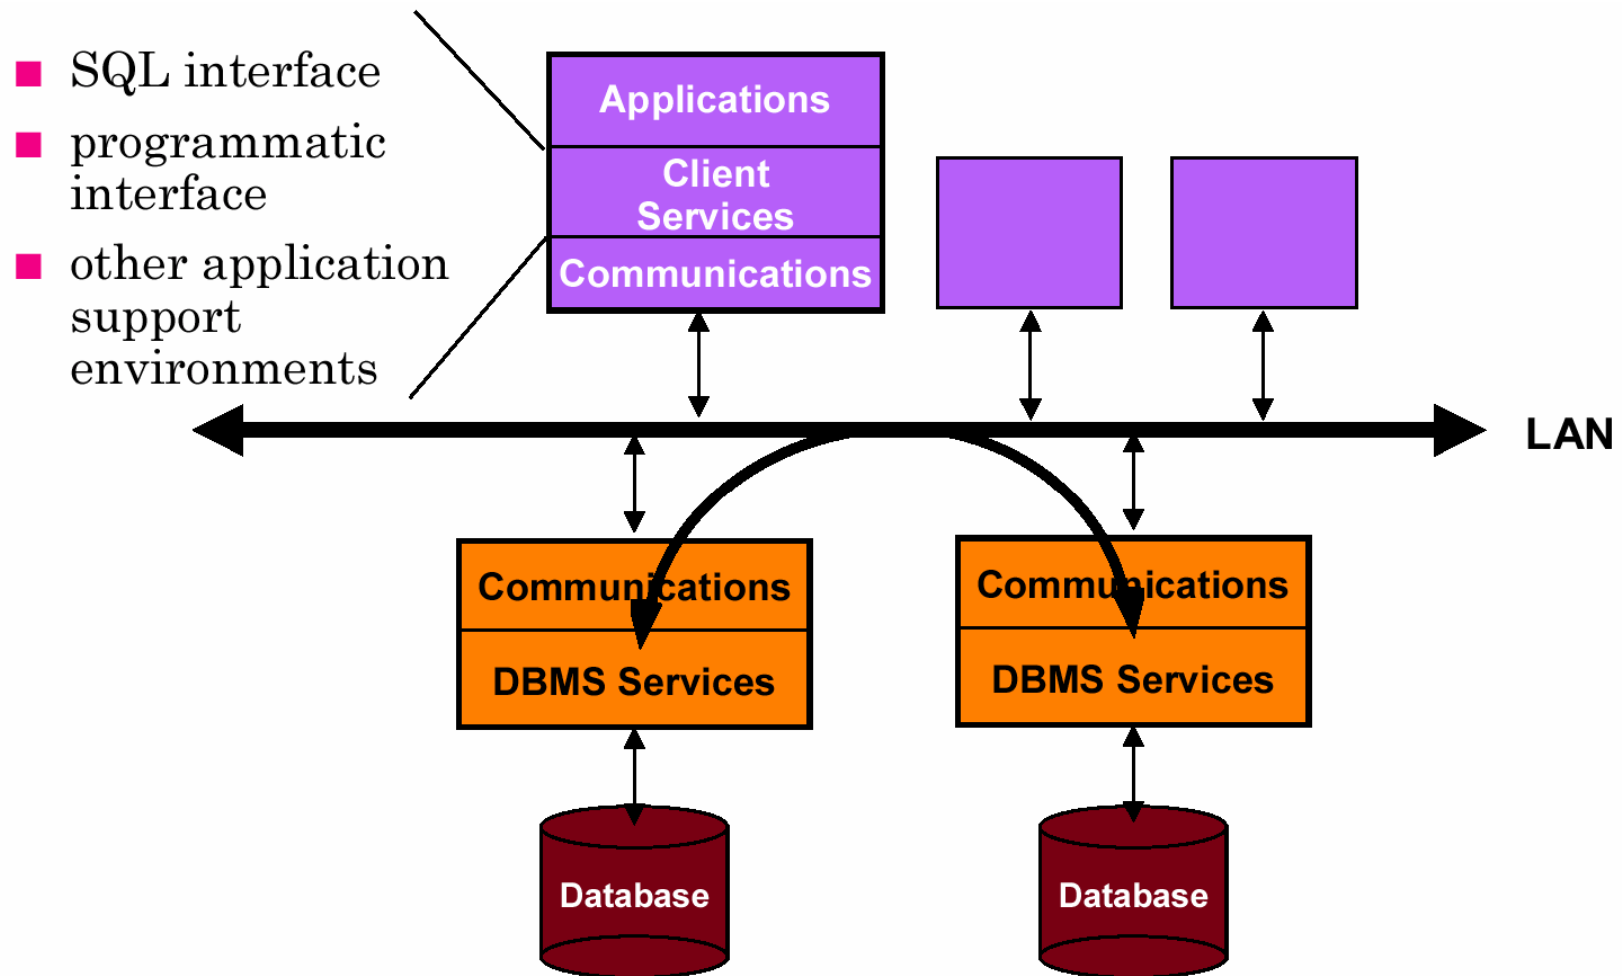 SQL interface
programmatic
interface
other application
support
environments
Applications
Client
Services
Communications
LAN
Communications
DBMS Services
Communications
DBMS Services
Database
Database